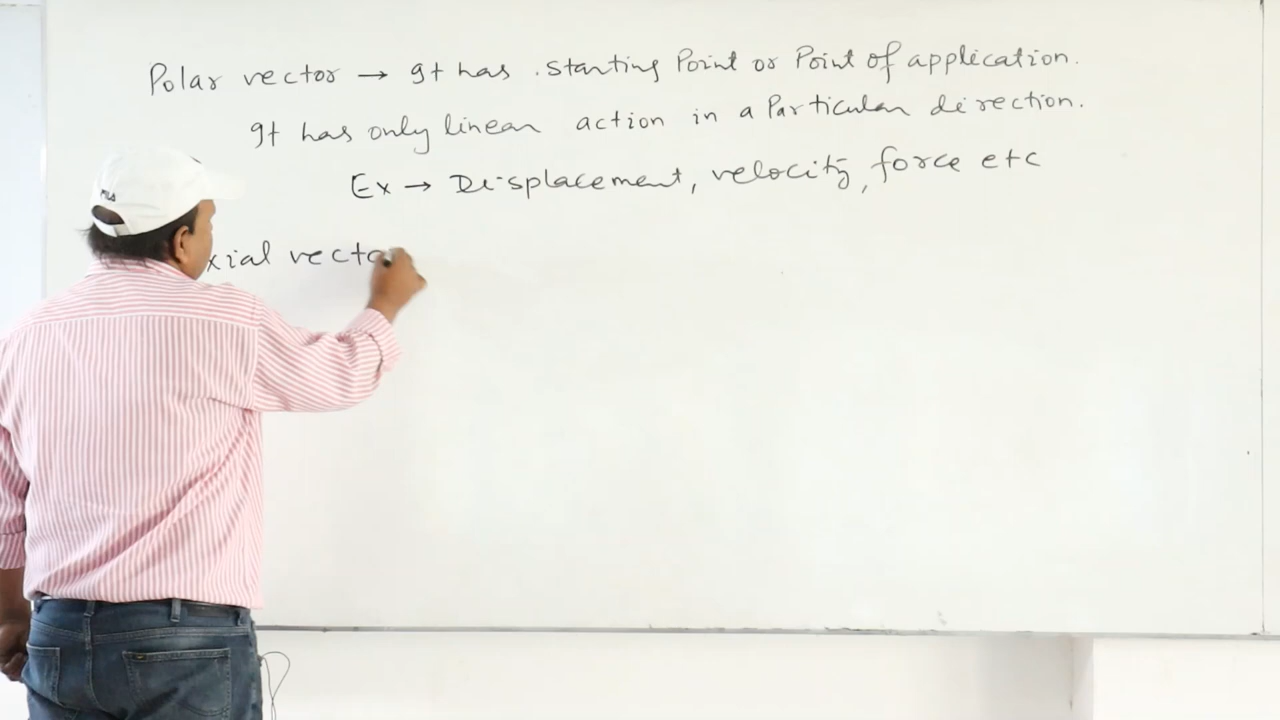 Polar vector → It has . starting Point or Point of application.
It has only linear action in a Particular direction.
Ex → Displacement, velocity, force etc
xial vecto